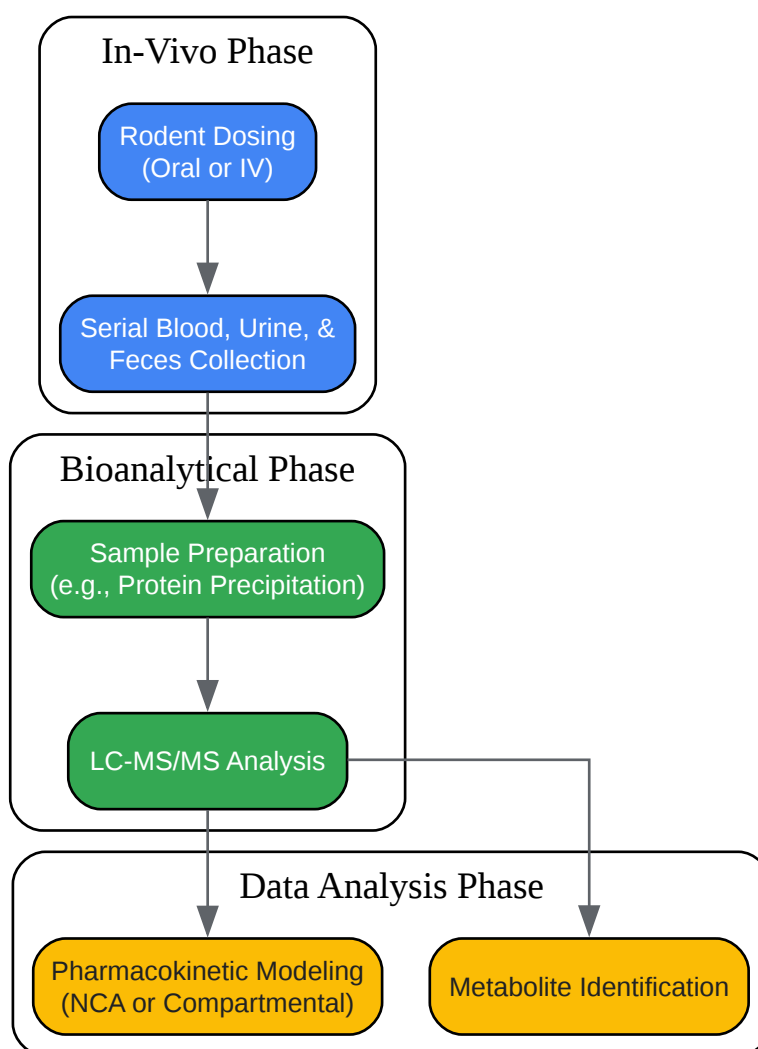 In-Vivo Phase
Rodent Dosing
(Oral or IV)
Serial Blood, Urine, &
Feces Collection
Bioanalytical Phase
Sample Preparation
(e.g., Protein Precipitation)
LC-MS/MS Analysis
Data Analysis Phase
Pharmacokinetic Modeling
(NCA or Compartmental)
Metabolite Identification